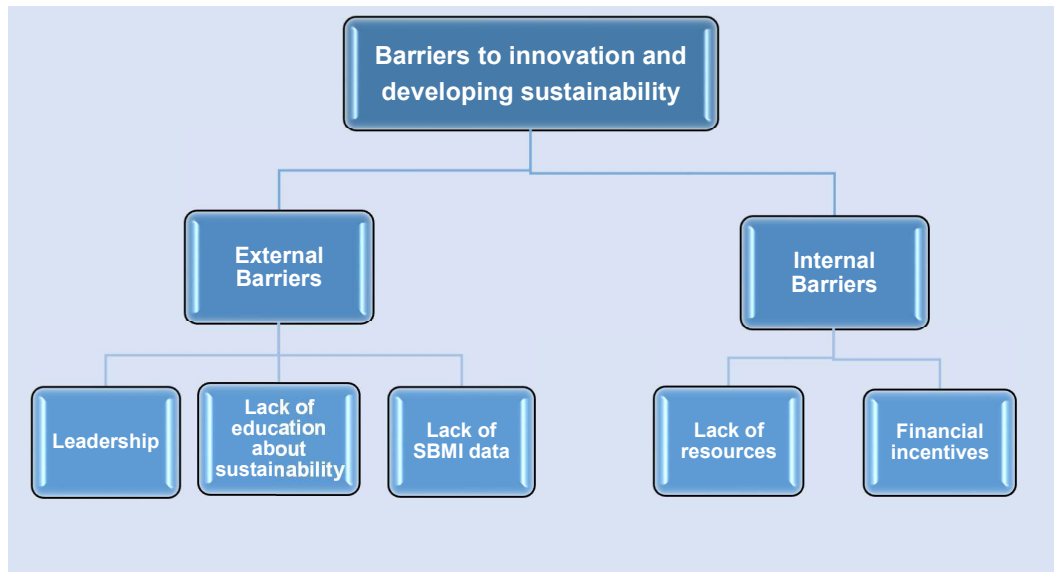 Barriers to innovation and
developing sustainability
External
Barriers
Internal
Barriers
Leadership
Lack of
education
about
sustainability
Lack of
SBMI data
Lack of
resources
Financial
incentives